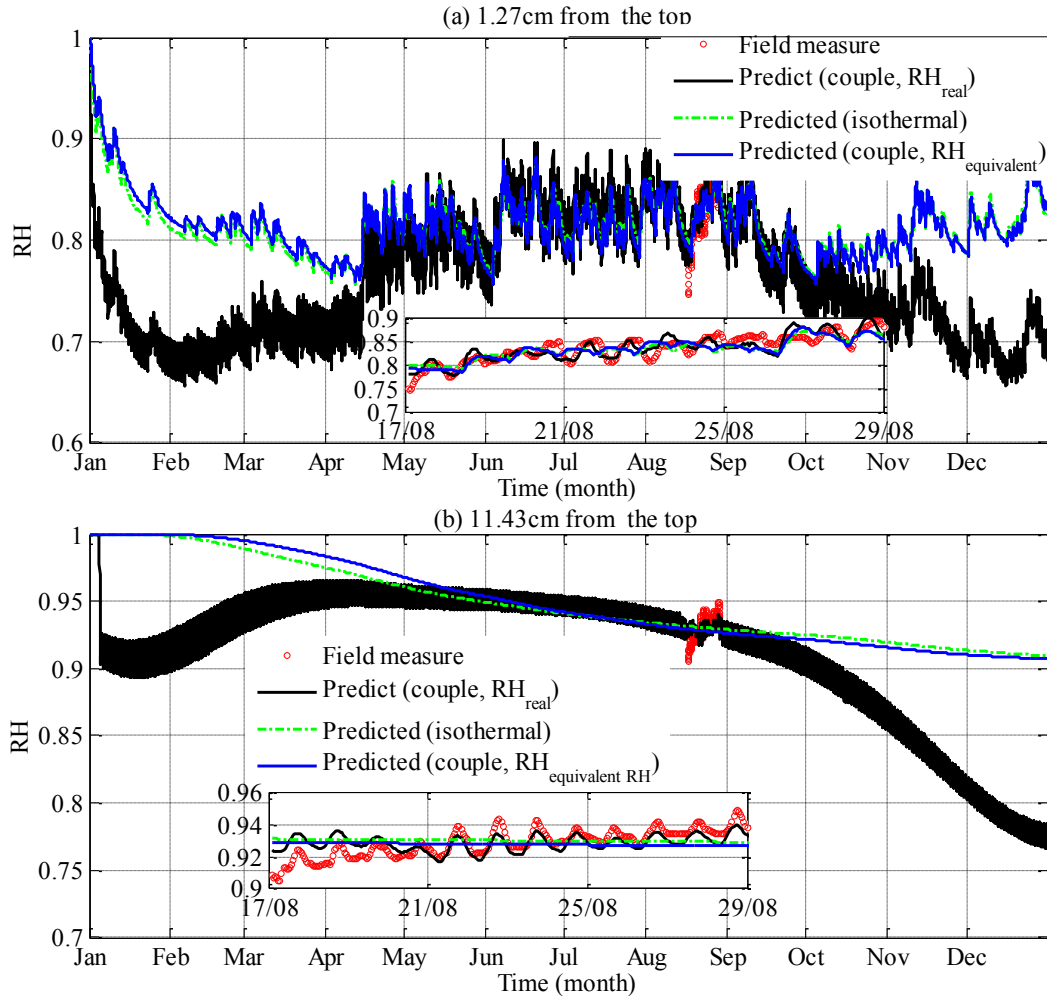 (a) 1.27cm from the top
1
0.9
0.8
0.7
0.6
RH
Field measure
Predict (couple, RH_real)
Predicted (isothermal)
Predicted (couple, RH_equivalent)
0.9
0.85
0.8
0.75
0.7
17/08 21/08 25/08 29/08
Jan Feb Mar Apr May Jun Jul Aug Sep Oct Nov Dec
Time (month)
(b) 11.43cm from the top
1
0.95
0.9
0.85
0.8
0.75
0.7
RH
Field measure
Predict (couple, RH_real)
Predicted (isothermal)
Predicted (couple, RH_equivalent RH)
0.96
0.94
0.92
0.9
17/08 21/08 25/08 29/08
Jan Feb Mar Apr May Jun Jul Aug Sep Oct Nov Dec
Time (month)